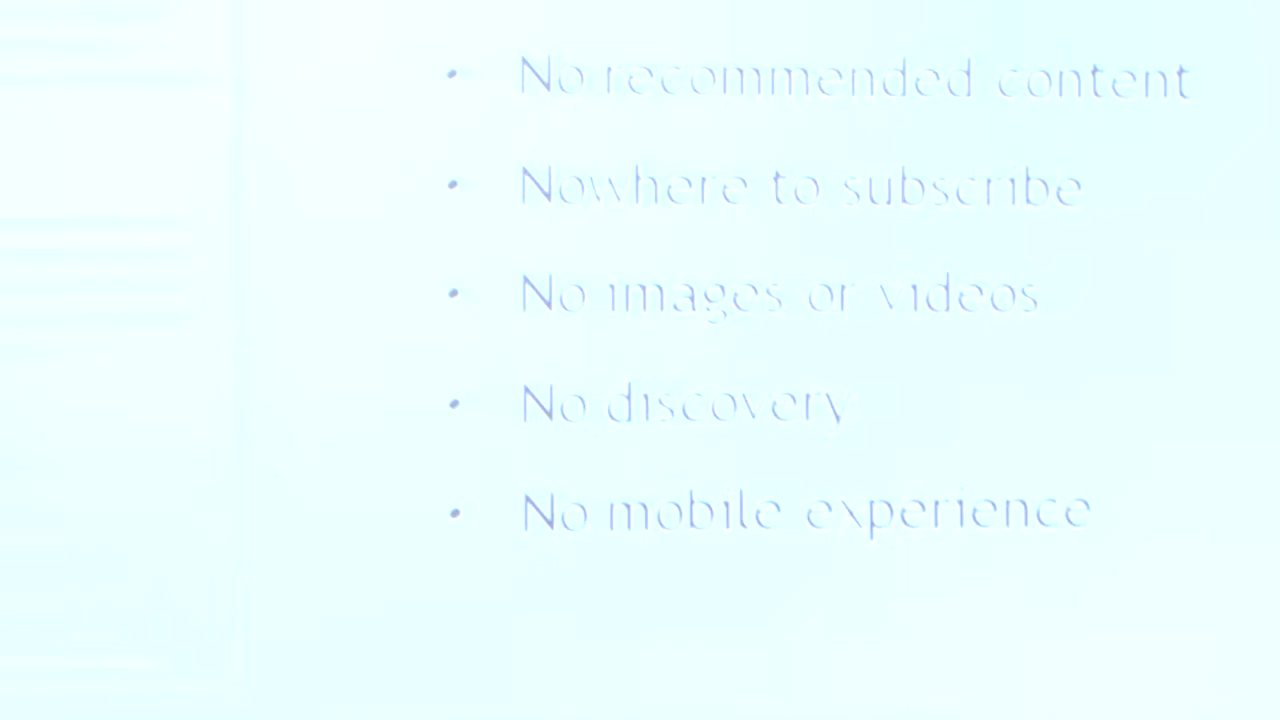 • No recommended content
• Nowhere to subscribe
• No images or videos
• No discovery
• No mobile experience